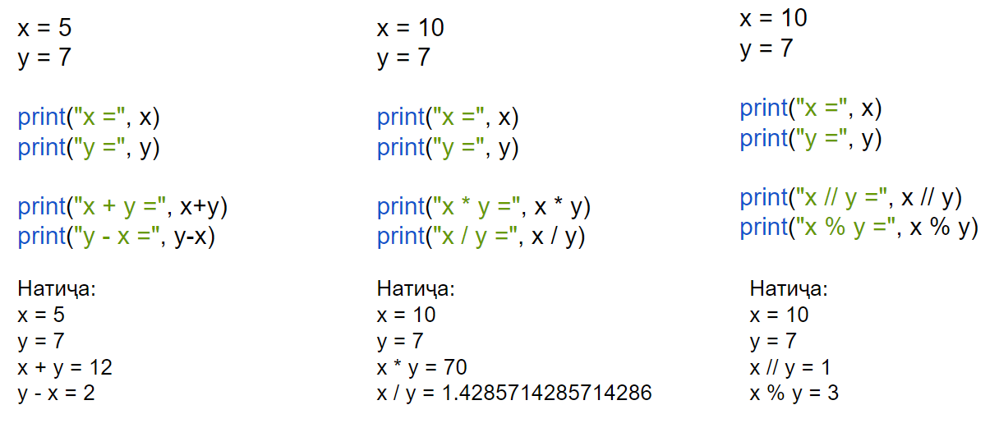 x = 5
y = 7
print("x =", x)
print("y =", y)
print("x + y =", x+y)
print("y - x =", y-x)
Натиҷа:
x = 5
y = 7
x + y = 12
y - x = 2
x = 10
y = 7
print("x =", x)
print("y =", y)
print("x * y =", x * y)
print("x / y =", x / y)
Натиҷа:
x = 10
y = 7
x * y = 70
x / y = 1.4285714285714286
x = 10
y = 7
print("x =", x)
print("y =", y)
print("x // y =", x // y)
print("x % y =", x % y)
Натиҷа:
x = 10
y = 7
x // y = 1
x % y = 3